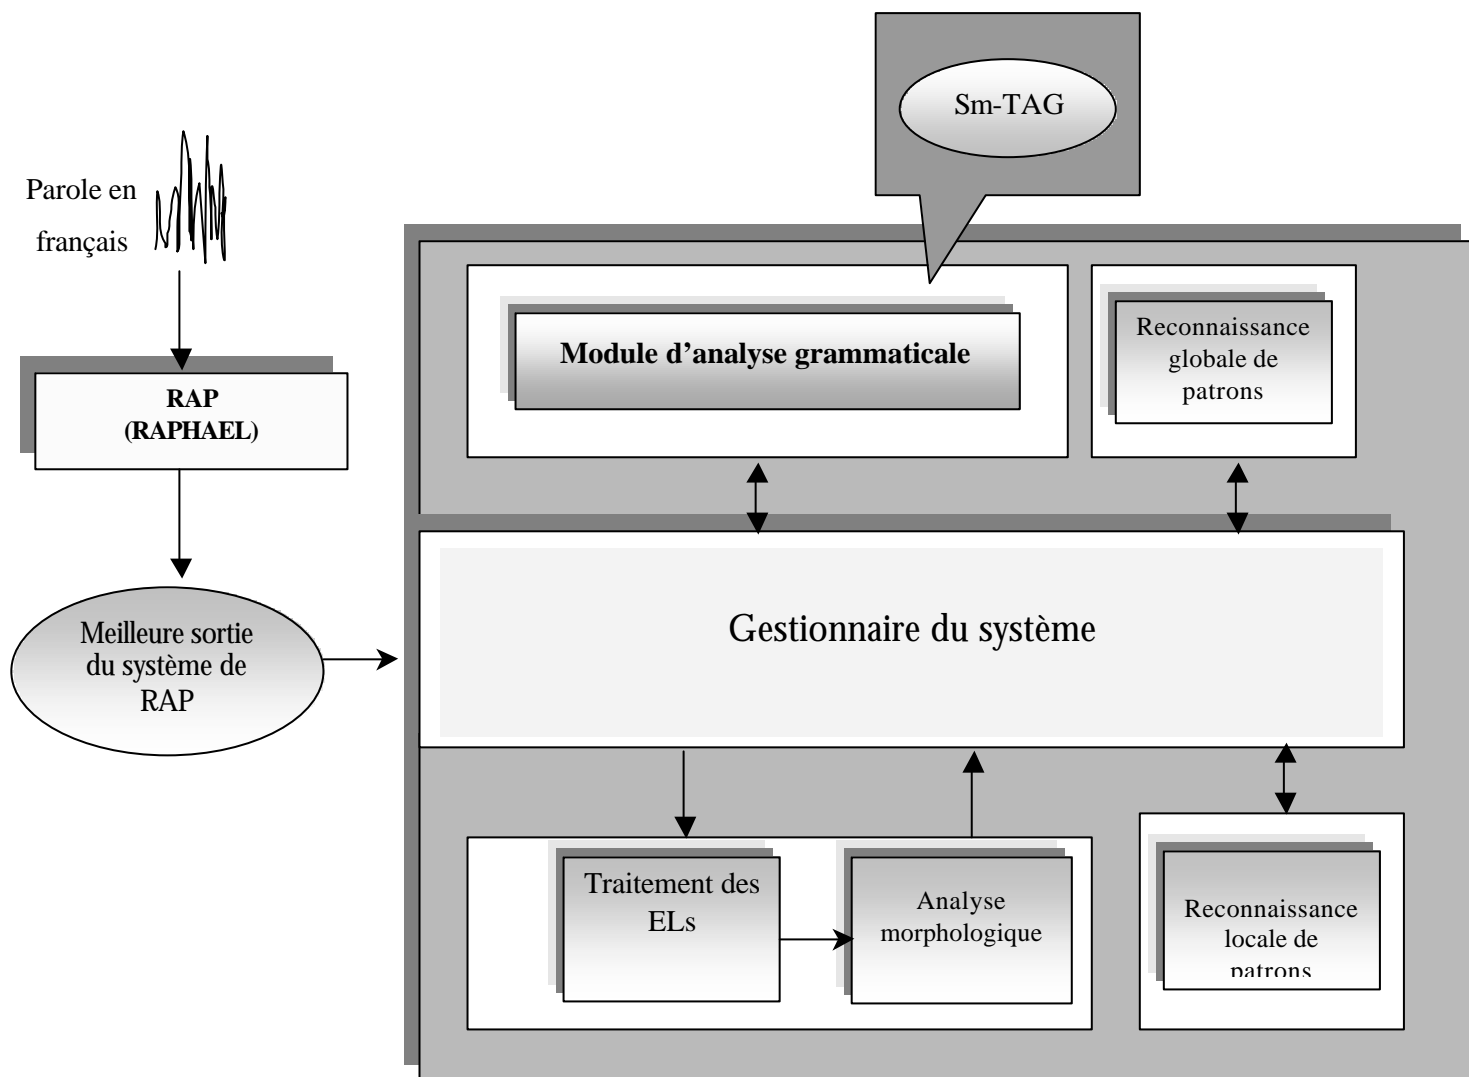 Sm-TAG
Parole en
français
Module d’analyse grammaticale
Reconnaissance
globale de
patrons
RAP
(RAPHAEL)
Gestionnaire du système
Meilleure sortie
du système de
RAP
Traitement des
ELs
Analyse
morphologique
Reconnaissance
locale de
patrons